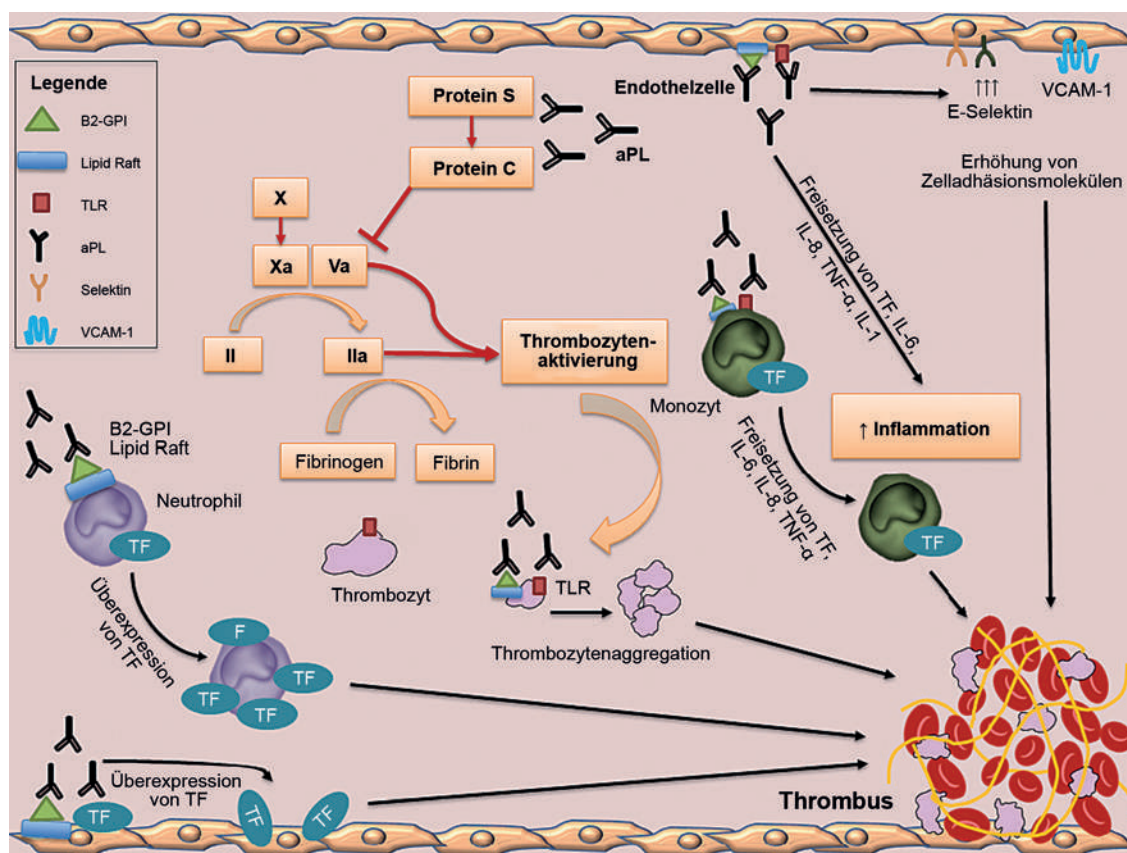 Legende
B2-GPI
Lipid Raft
TLR
aPL
Selektin
VCAM-1
Protein S
Protein C
aPL
Endothelzelle
↑↑↑
E-Selektin
VCAM-1
Erhöhung von
Zelladhäsionsmolekülen
X
Xa
Va
II
IIa
Thrombozyten-
aktivierung
Fibrinogen
Fibrin
Freisetzung von TF, IL-6,
IL-8, TNF-α, IL-1
Monozyt
TF
↑ Inflammation
Freisetzung von TF,
IL-6, IL-8, TNF-α
TF
B2-GPI
Lipid Raft
Neutrophil
TF
Überexpression
von TF
F
TF
TF
TF
Thrombozyt
TLR
Thrombozytenaggregation
Überexpression
von TF
TF
TF
TF
Thrombus